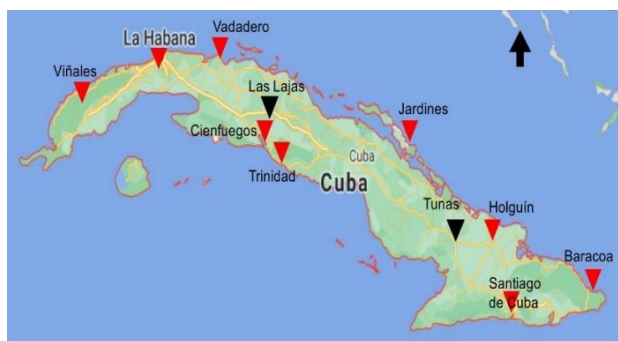 Vadadero
La Habana
Viñales
Las Lajas
Jardines
Cienfuegos
Cuba
Trinidad
Cuba
Tunas
Holguín
Baracoa
Santiago
de Cuba